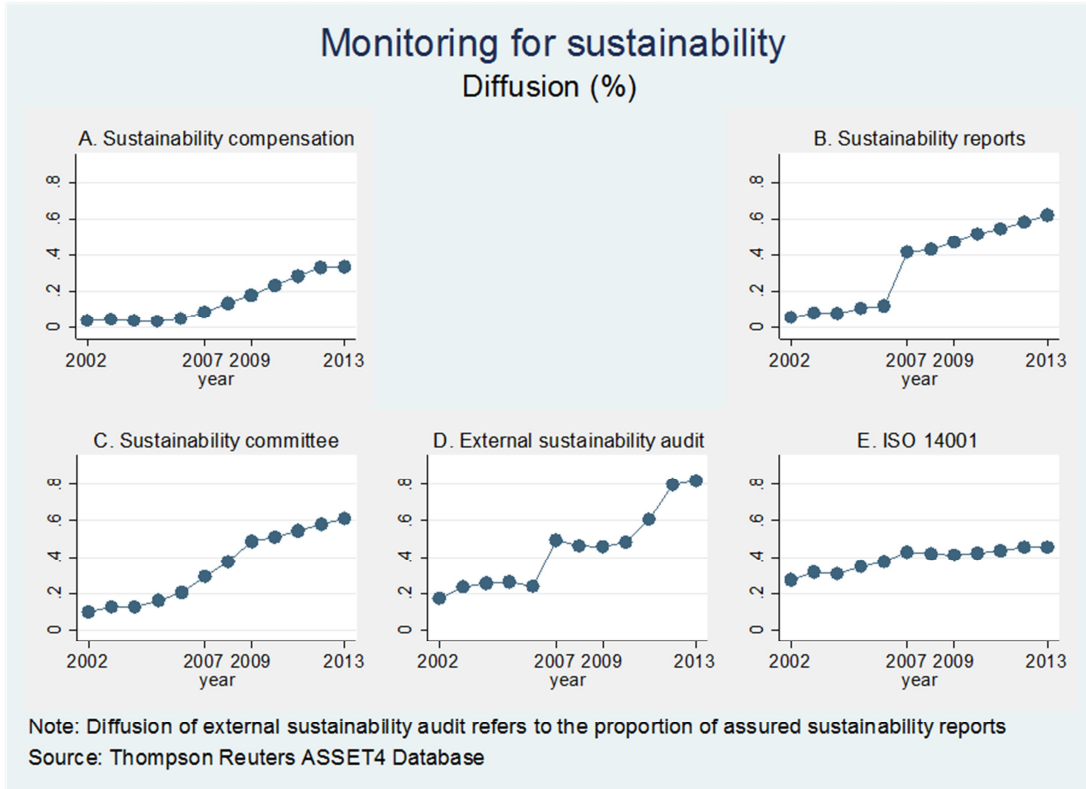 Monitoring for sustainability
Diffusion (%)
A. Sustainability compensation
.8
.6
.4
.2
0
2002 2007 2009 2013
year
B. Sustainability reports
.8
.6
.4
.2
0
2002 2007 2009 2013
year
C. Sustainability committee
.8
.6
.4
.2
0
2002 2007 2009 2013
year
D. External sustainability audit
.8
.6
.4
.2
0
2002 2007 2009 2013
year
E. ISO 14001
.8
.6
.4
.2
0
2002 2007 2009 2013
year
Note: Diffusion of external sustainability audit refers to the proportion of assured sustainability reports
Source: Thompson Reuters ASSET4 Database